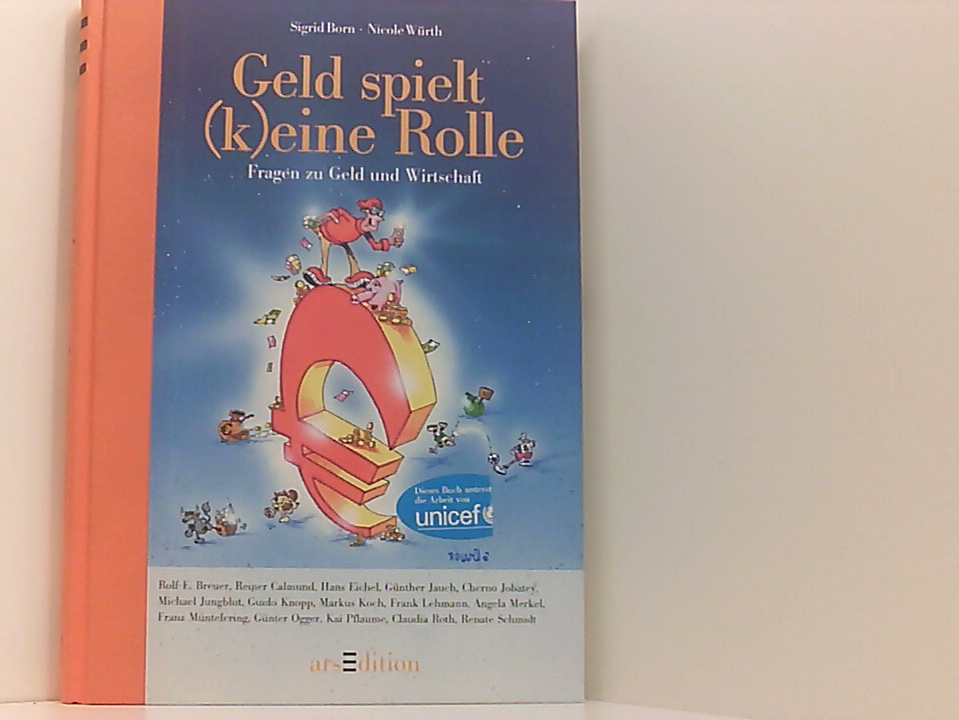 Sigrid Born · Nicole Würth
Geld spielt
(k)eine Rolle
Fragen zu Geld und Wirtschaft
Dieses Buch unterst
die Arbeit von
unicef
Rolf-E. Breuer, Reiner Calmund, Hans Eichel, Günther Jauch, Cherno Jobatey,
Michael Jungblut, Guido Knopp, Markus Koch, Frank Lehmann, Angela Merkel,
Franz Müntefering, Günter Ogger, Kai Pflaume, Claudia Roth, Renate Schmidt
arsEdition